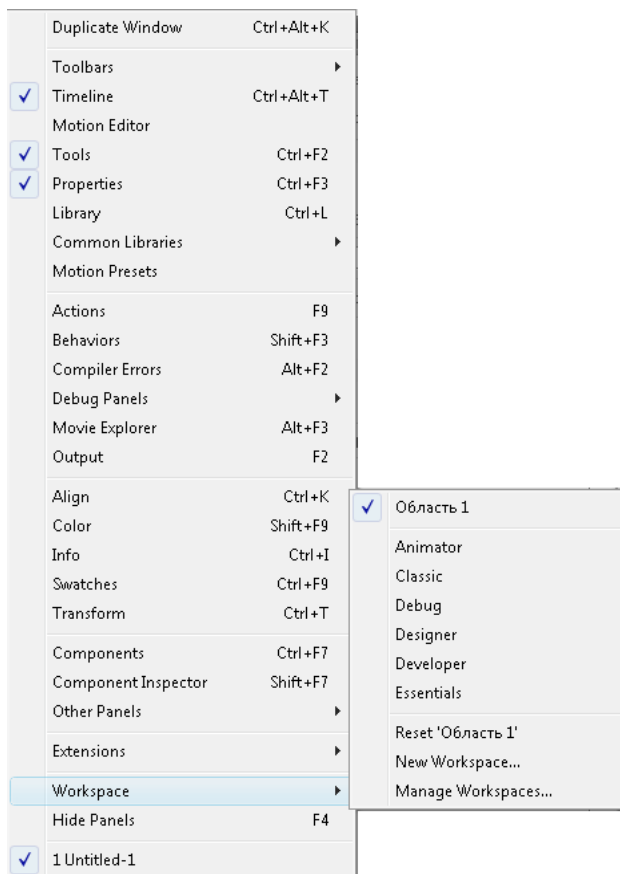 Duplicate Window Ctrl+Alt+K
Toolbars
Timeline Ctrl+Alt+T
Motion Editor
Tools Ctrl+F2
Properties Ctrl+F3
Library Ctrl+L
Common Libraries
Motion Presets
Actions F9
Behaviors Shift+F3
Compiler Errors Alt+F2
Debug Panels
Movie Explorer Alt+F3
Output F2
Align Ctrl+K
Color Shift+F9
Info Ctrl+I
Swatches Ctrl+F9
Transform Ctrl+T
Components Ctrl+F7
Component Inspector Shift+F7
Other Panels
Extensions
Workspace
Hide Panels F4
1 Untitled-1
Область 1
Animator
Classic
Debug
Designer
Developer
Essentials
Reset 'Область 1'
New Workspace...
Manage Workspaces...